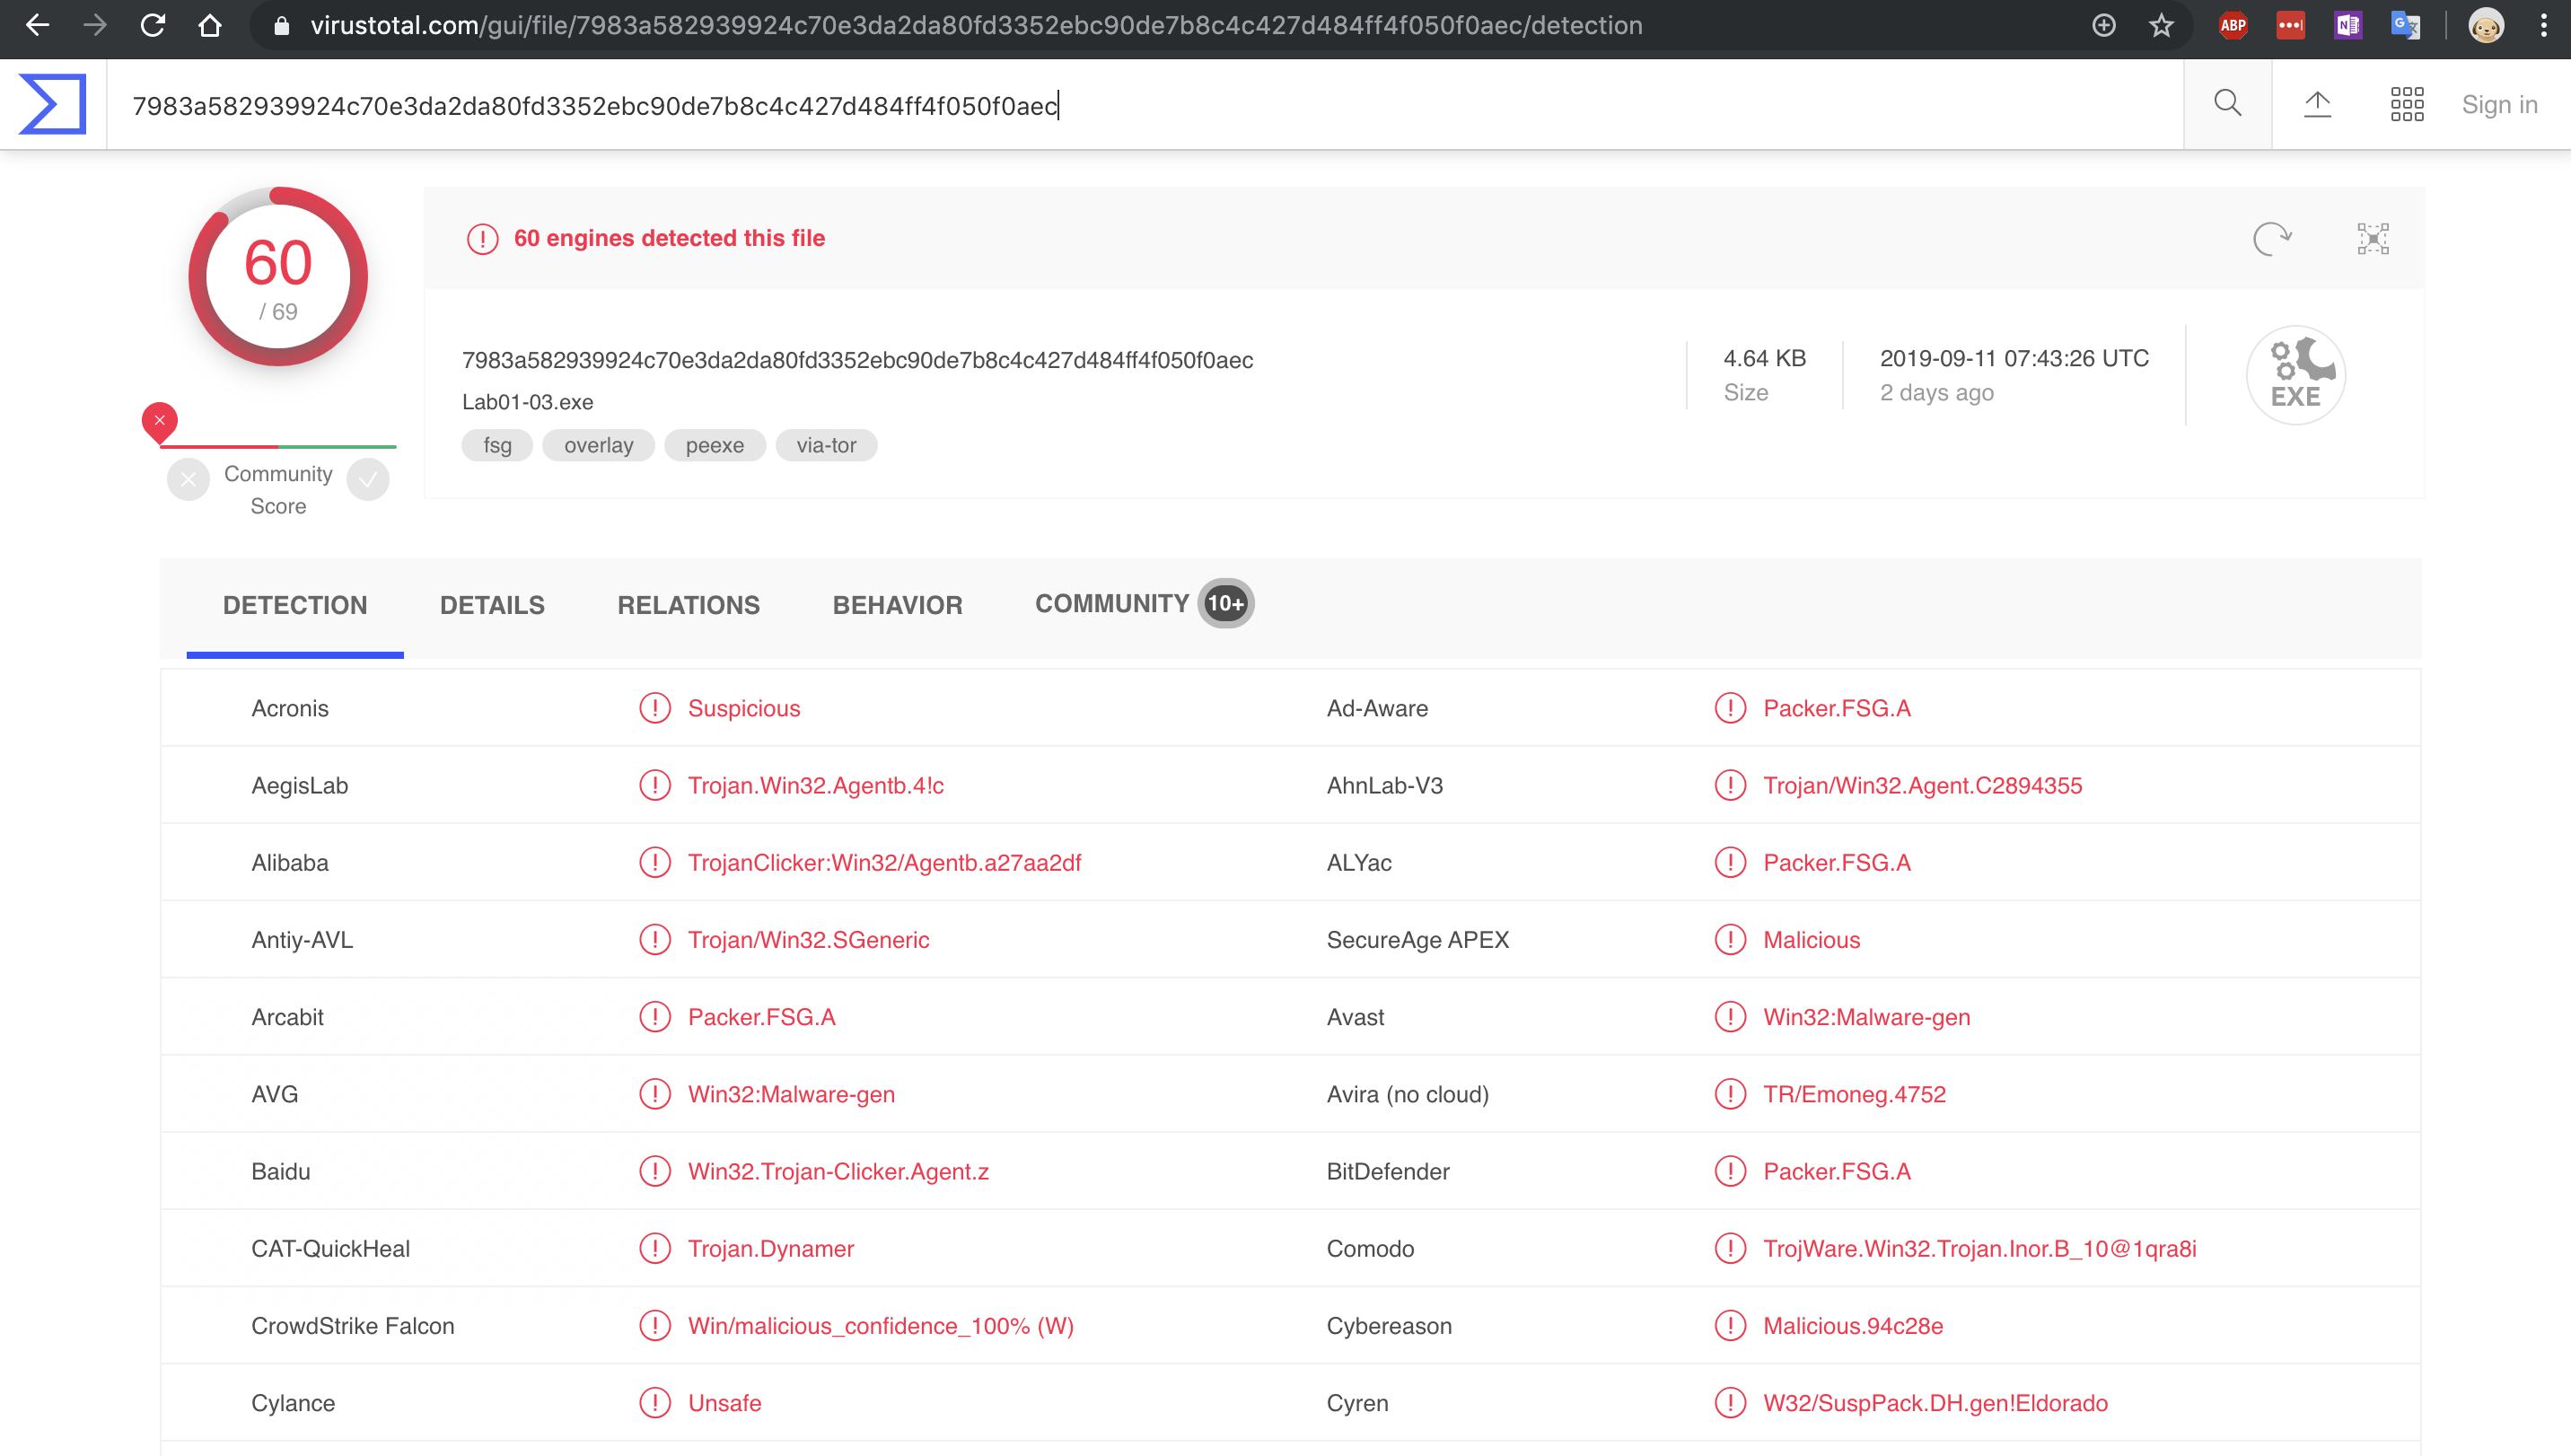 virustotal.com/gui/file/7983a582939924c70e3da2da80fd3352ebc90de7b8c4c427d484ff4f050f0aec/detection
ABP
N
G
7983a582939924c70e3da2da80fd3352ebc90de7b8c4c427d484ff4f050f0aec
Sign in
60
/ 69
60 engines detected this file
7983a582939924c70e3da2da80fd3352ebc90de7b8c4c427d484ff4f050f0aec
Lab01-03.exe
fsg overlay peexe via-tor
4.64 KB
Size
2019-09-11 07:43:26 UTC
2 days ago
EXE
Community
Score
DETECTION DETAILS RELATIONS BEHAVIOR COMMUNITY 10+
Acronis Suspicious Ad-Aware Packer.FSG.A
AegisLab Trojan.Win32.Agentb.4!c AhnLab-V3 Trojan/Win32.Agent.C2894355
Alibaba TrojanClicker:Win32/Agentb.a27aa2df ALYac Packer.FSG.A
Antiy-AVL Trojan/Win32.SGeneric SecureAge APEX Malicious
Arcabit Packer.FSG.A Avast Win32:Malware-gen
AVG Win32:Malware-gen Avira (no cloud) TR/Emoneg.4752
Baidu Win32.Trojan-Clicker.Agent.z BitDefender Packer.FSG.A
CAT-QuickHeal Trojan.Dynamer Comodo TrojWare.Win32.Trojan.Inor.B_10@1qra8i
CrowdStrike Falcon Win/malicious_confidence_100% (W) Cybereason Malicious.94c28e
Cylance Unsafe Cyren W32/SuspPack.DH.gen!Eldorado